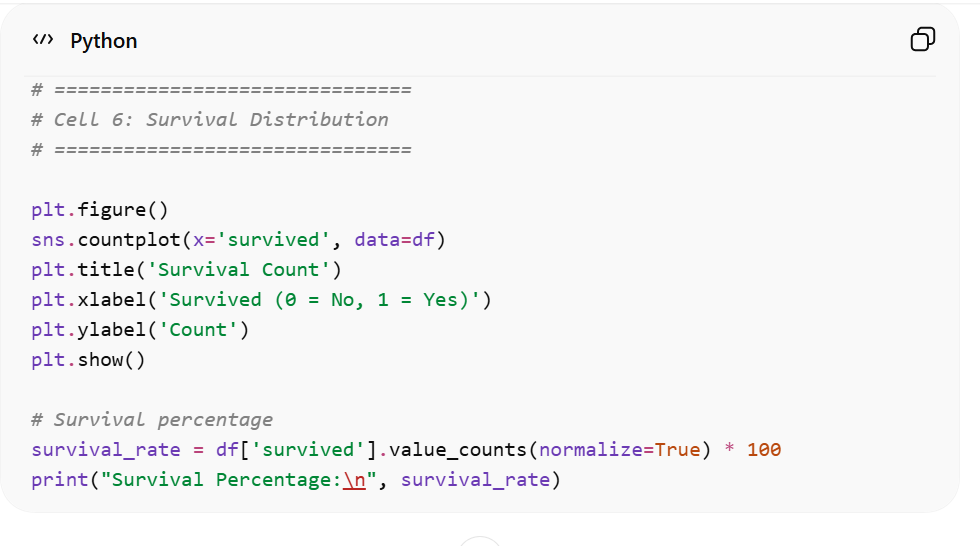 </> Python
# ===============================
# Cell 6: Survival Distribution
# ===============================
plt.figure()
sns.countplot(x='survived', data=df)
plt.title('Survival Count')
plt.xlabel('Survived (0 = No, 1 = Yes)')
plt.ylabel('Count')
plt.show()
# Survival percentage
survival_rate = df['survived'].value_counts(normalize=True) * 100
print("Survival Percentage:\n", survival_rate)